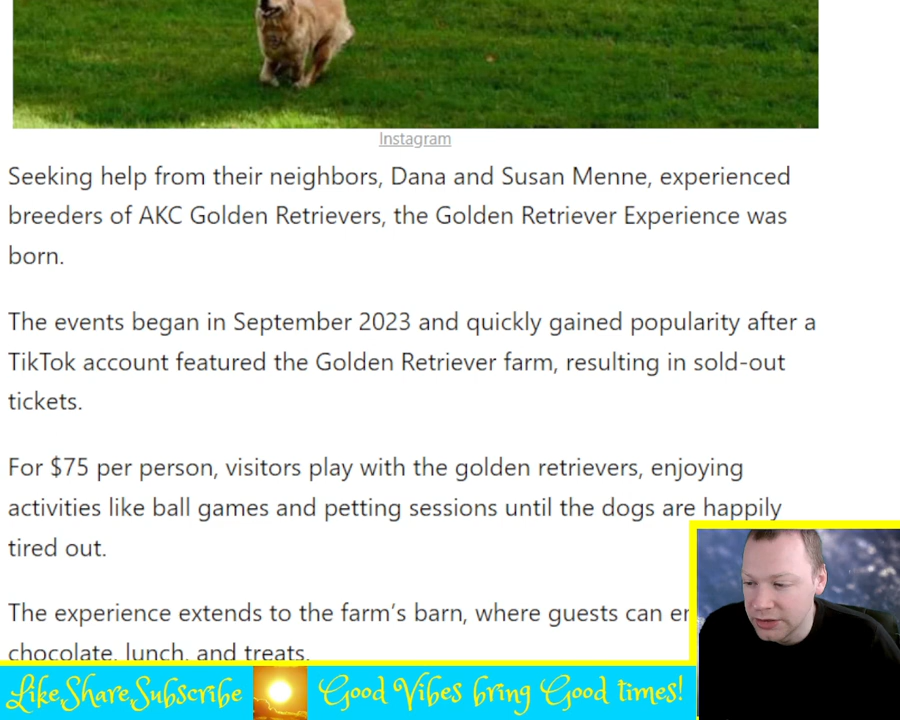 Instagram
Seeking help from their neighbors, Dana and Susan Menne, experienced
breeders of AKC Golden Retrievers, the Golden Retriever Experience was
born.
The events began in September 2023 and quickly gained popularity after a
TikTok account featured the Golden Retriever farm, resulting in sold-out
tickets.
For $75 per person, visitors play with the golden retrievers, enjoying
activities like ball games and petting sessions until the dogs are happily
tired out.
The experience extends to the farm's barn, where guests can
chocolate, lunch, and treats.
Like,Share,Subscribe Good Vibes bring Good times!